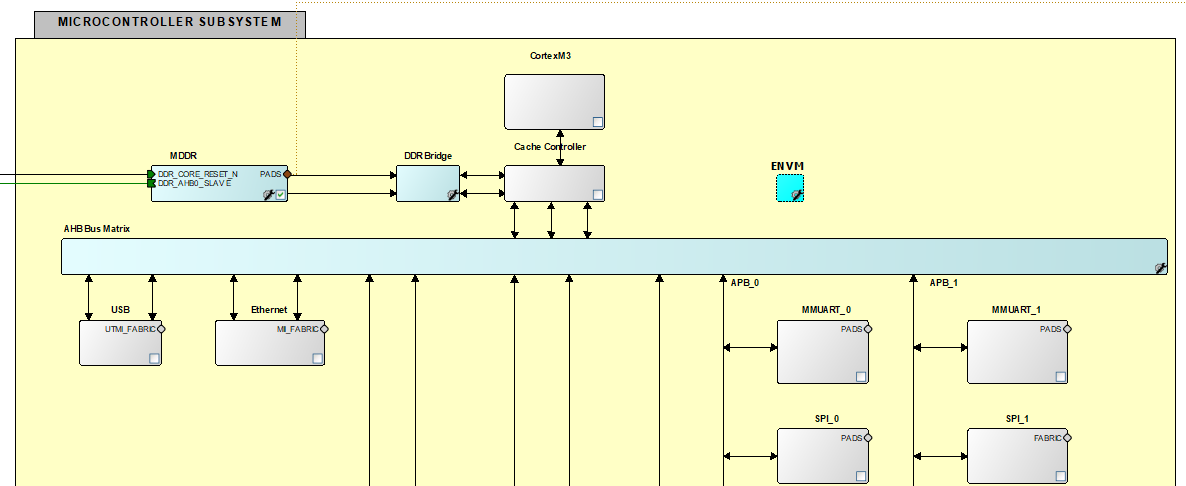 MICROCONTROLLER SUBSYSTEM
CortexM3
Cache Controller
MDDR
DDR Bridge
ENVM
DDR_CORE_RESET_N
PADS
DDR_AHB0_SLAVE
AHB Bus Matrix
APB_0
APB_1
USB
Ethernet
MMUART_0
MMUART_1
UTMI_FABRIC
MII_FABRIC
PADS
PADS
SPI_0
SPI_1
PADS
FABRIC